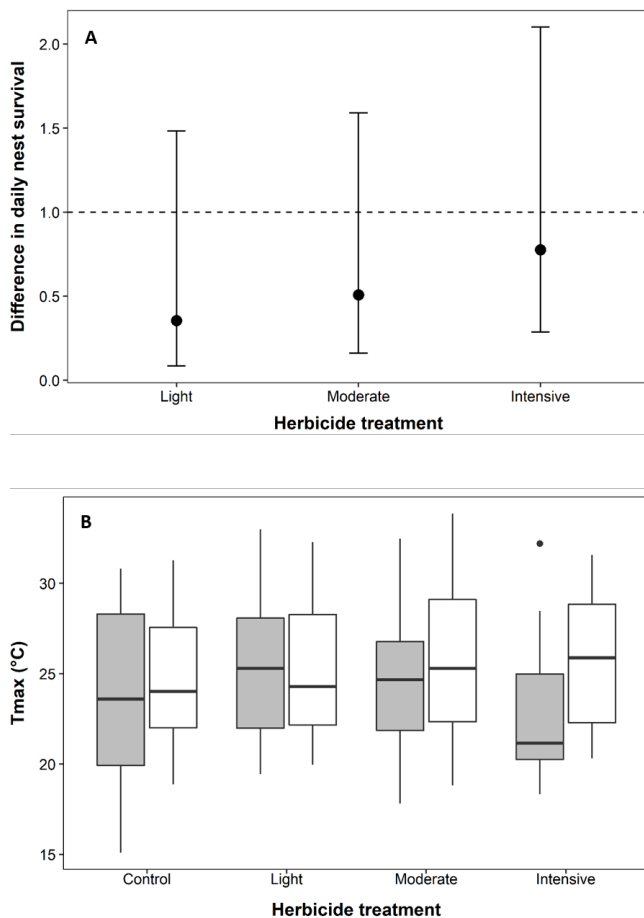 A
Difference in daily nest survival
2.0
1.5
1.0
0.5
0.0
Light Moderate Intensive
Herbicide treatment
B
Tmax (°C)
30
25
20
15
Control Light Moderate Intensive
Herbicide treatment